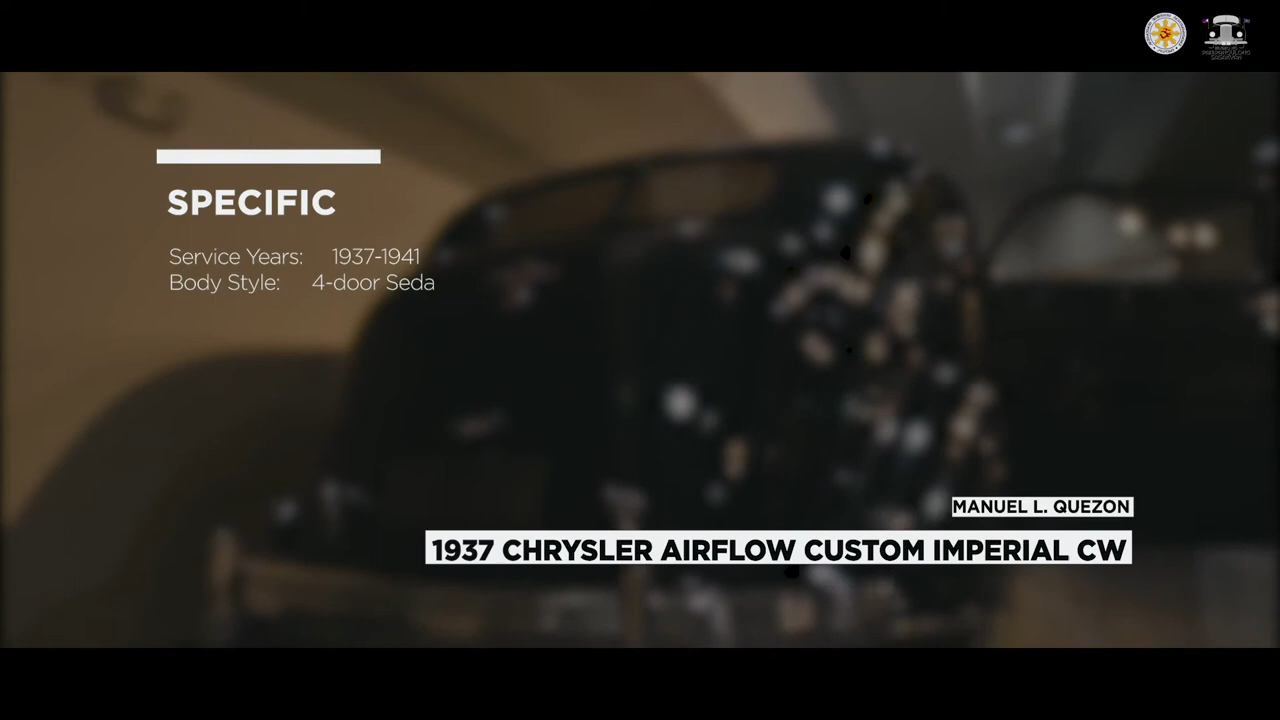 SPECIFIC
Service Years: 1937-1941
Body Style: 4-door Seda
MANUEL L. QUEZON
1937 CHRYSLER AIRFLOW CUSTOM IMPERIAL CW